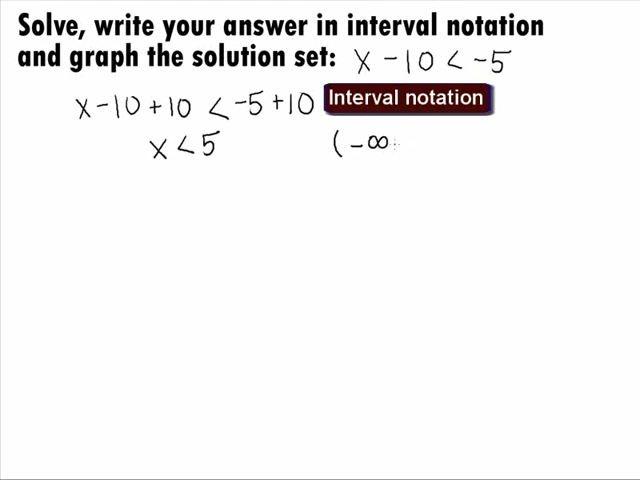 Solve, write your answer in interval notation
and graph the solution set: x - 10 < -5
x - 10 + 10 < -5 + 10 Interval notation
x < 5 (-∞